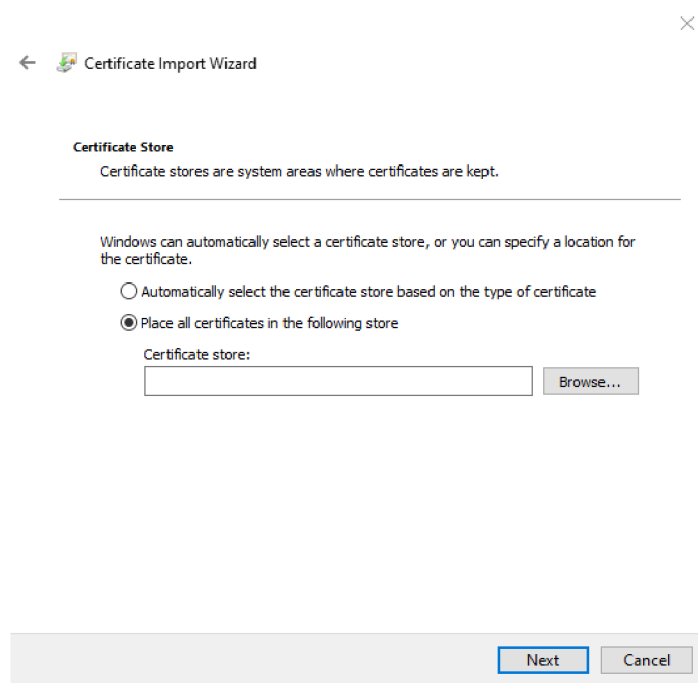 Certificate Import Wizard
Certificate Store
Certificate stores are system areas where certificates are kept.
Windows can automatically select a certificate store, or you can specify a location for
the certificate.
Automatically select the certificate store based on the type of certificate
Place all certificates in the following store
Certificate store:
Browse...
Next
Cancel